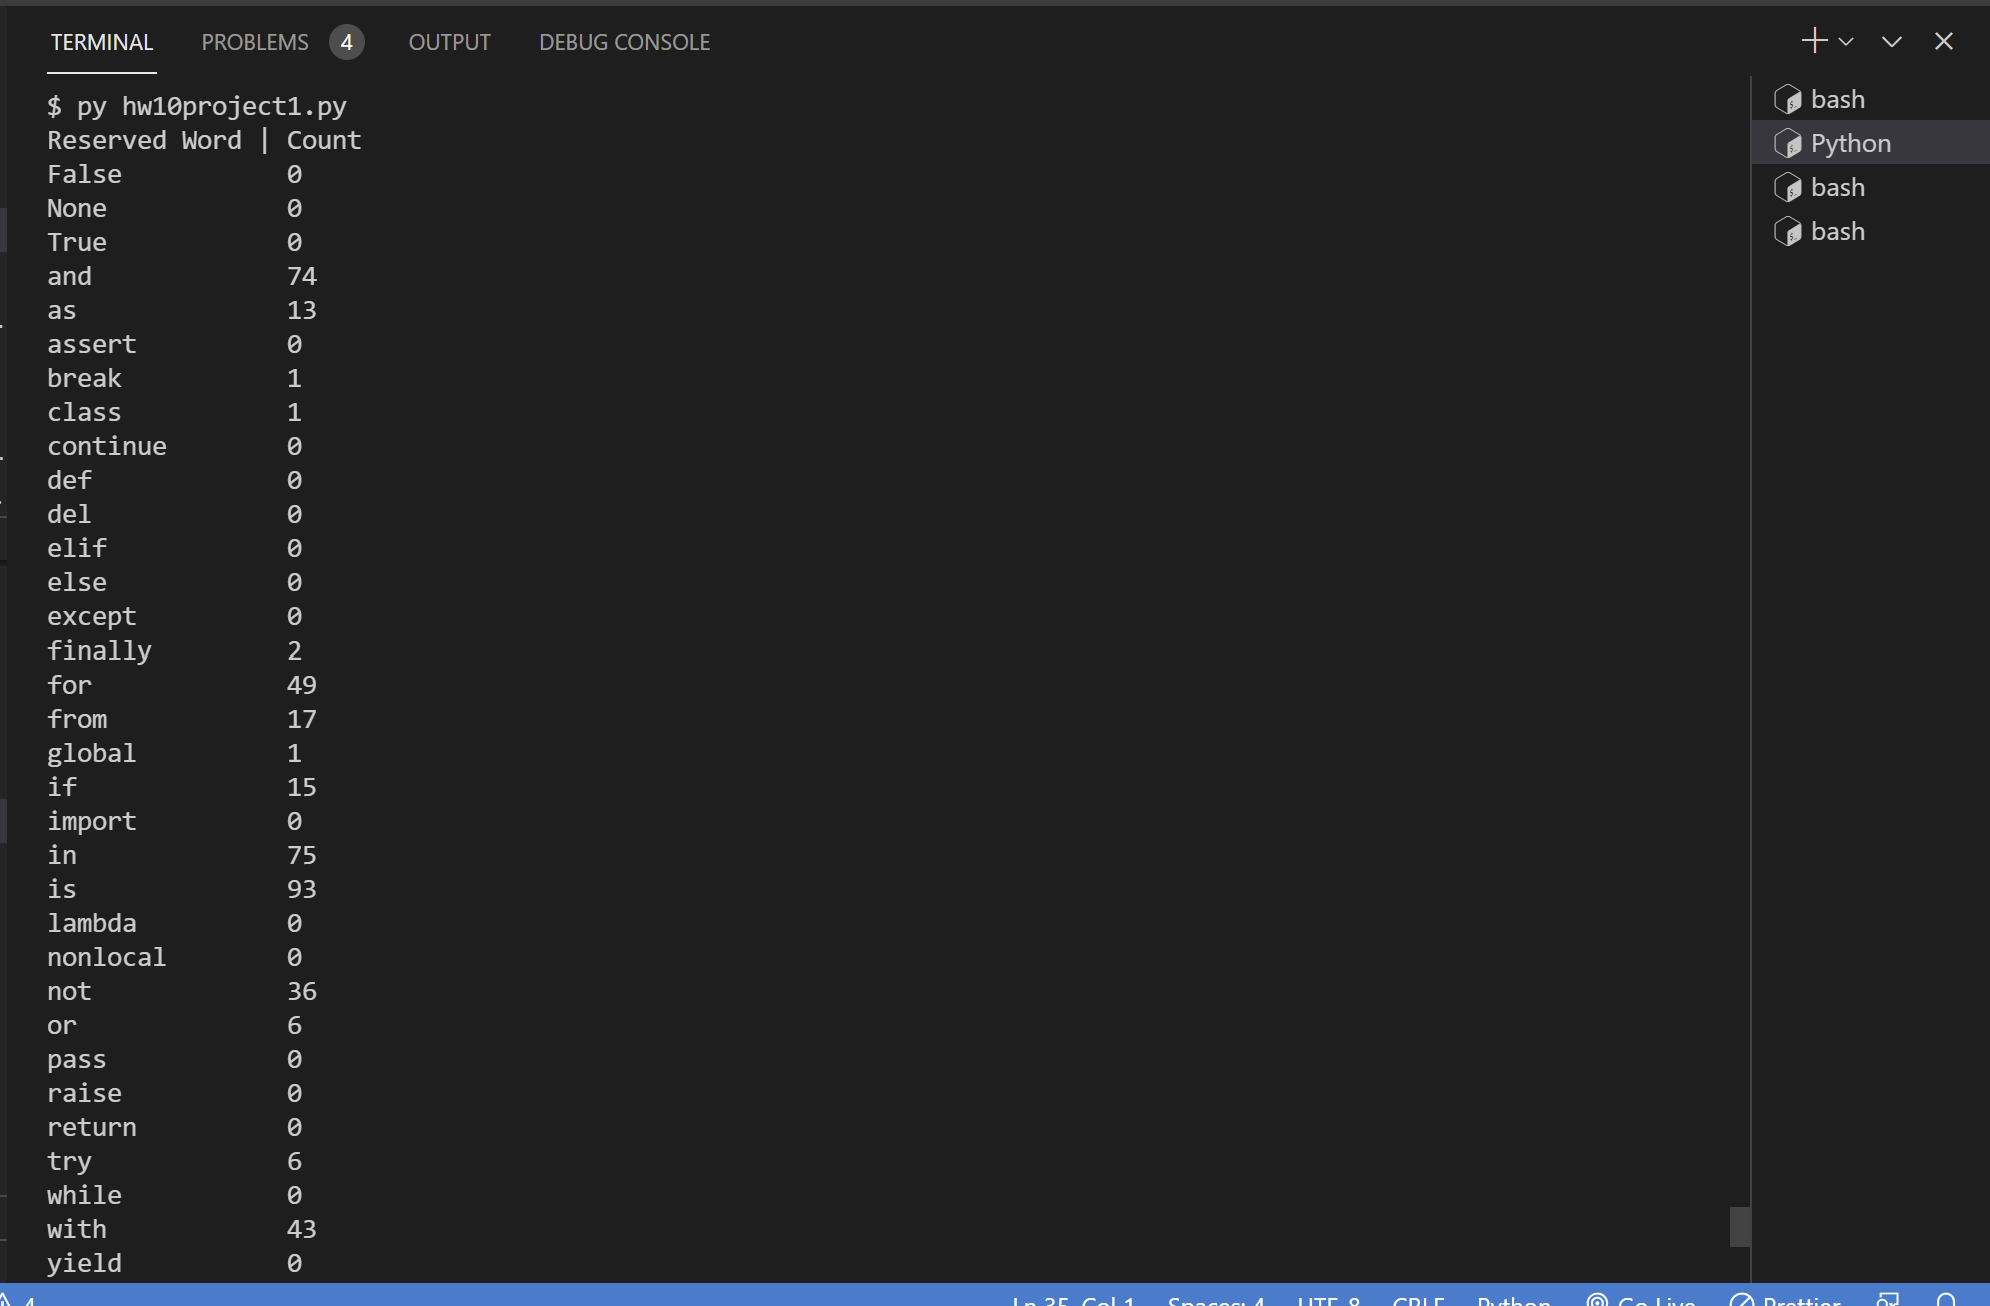 TERMINAL PROBLEMS 4 OUTPUT DEBUG CONSOLE
$ py hw10project1.py
Reserved Word | Count
False 0
None 0
True 0
and 74
as 13
assert 0
break 1
class 1
continue 0
def 0
del 0
elif 0
else 0
except 0
finally 2
for 49
from 17
global 1
if 15
import 0
in 75
is 93
lambda 0
nonlocal 0
not 36
or 6
pass 0
raise 0
return 0
try 6
while 0
with 43
yield 0
bash
Python
bash
bash
4 Ln 35, Col 1 Spaces: 4 UTF-8 CRLF Python Go Live Prettier